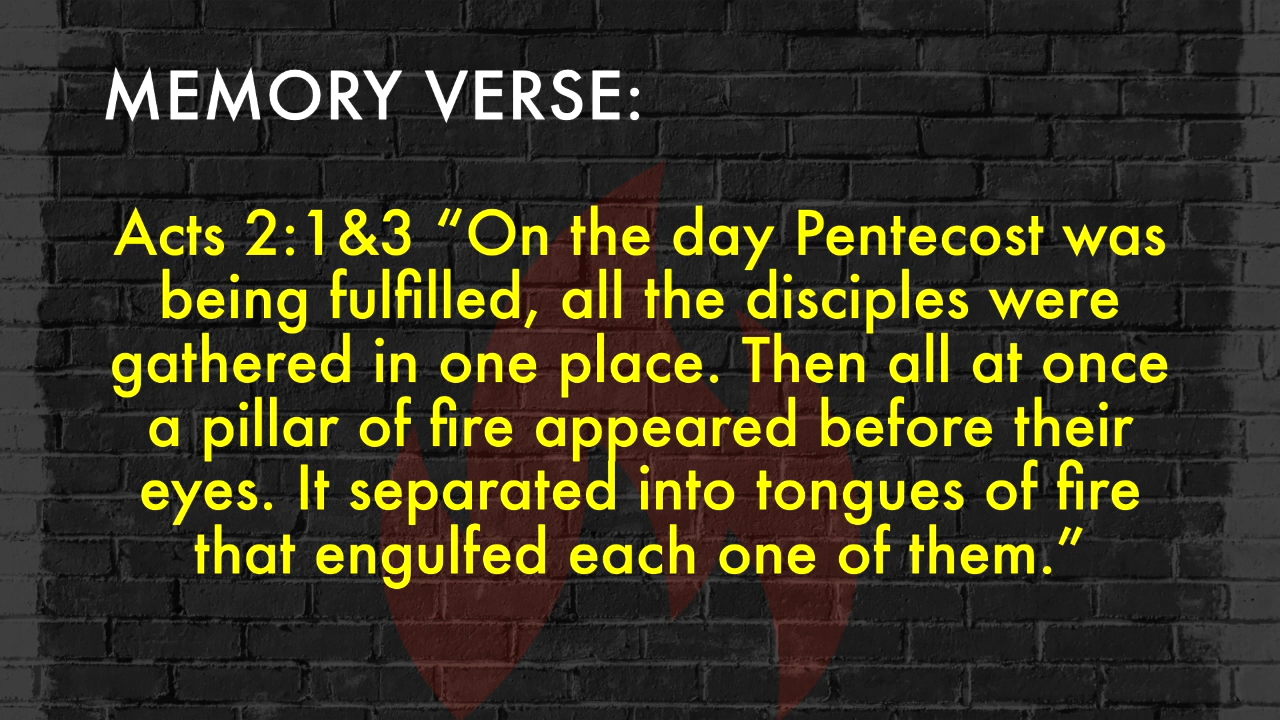 MEMORY VERSE:
Acts 2:1&3 “On the day Pentecost was
being fulfilled, all the disciples were
gathered in one place. Then all at once
a pillar of fire appeared before their
eyes. It separated into tongues of fire
that engulfed each one of them.”